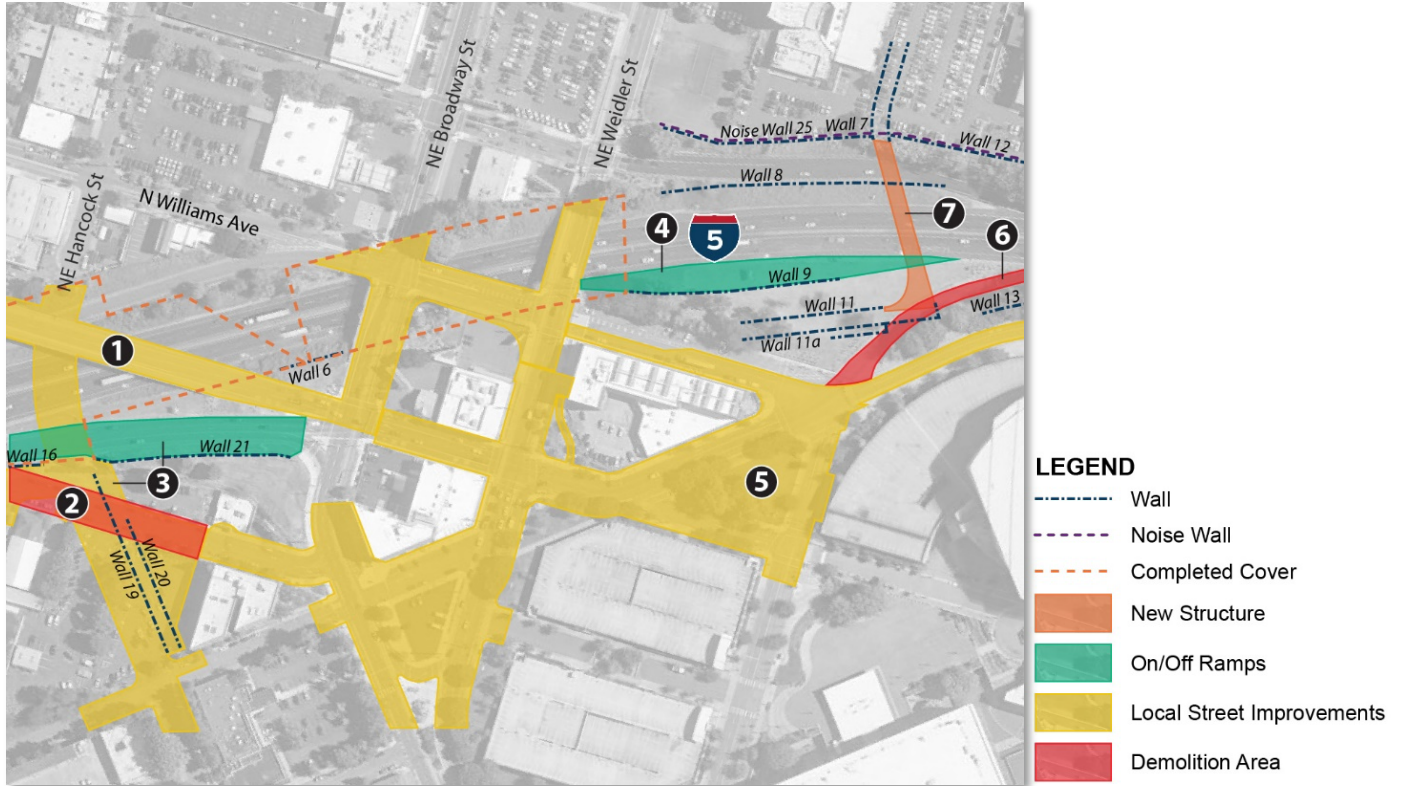 NE Hancock St
N Williams Ave
NE Broadway St
NE Weidler St
Noise Wall 25
Wall 7
Wall 12
Wall 8
7
4
5
6
Wall 9
Wall 11
Wall 13
Wall 11a
1
Wall 6
Wall 21
Wall 16
3
2
5
Wall 20
Wall 19
LEGEND
Wall
Noise Wall
Completed Cover
New Structure
On/Off Ramps
Local Street Improvements
Demolition Area